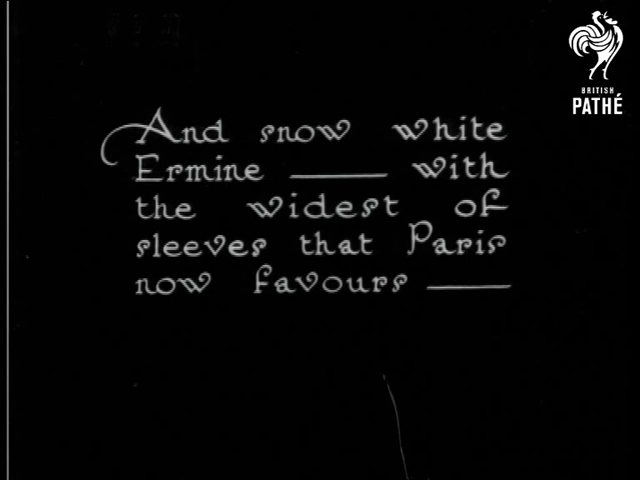 BRITISH
PATHÉ
And snow white
Ermine —— with
the widest of
sleeves that Paris
now favours ——